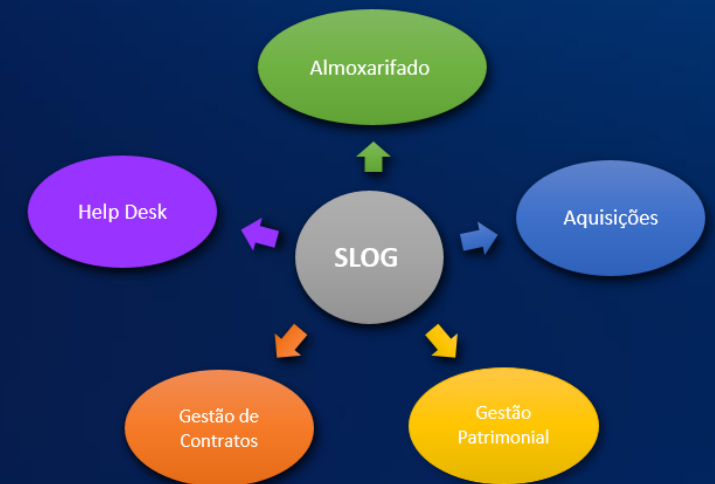 Almoxarifado
Help Desk
Aquisições
SLOG
Gestão de
Contratos
Gestão
Patrimonial